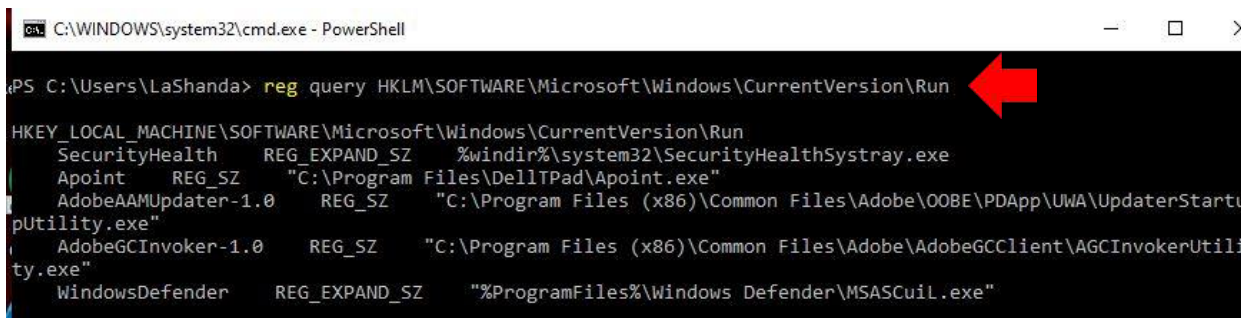 C:\WINDOWS\system32\cmd.exe - PowerShell
PS C:\Users\LaShanda> reg query HKLM\SOFTWARE\Microsoft\Windows\CurrentVersion\Run
HKEY_LOCAL_MACHINE\SOFTWARE\Microsoft\Windows\CurrentVersion\Run
SecurityHealth REG_EXPAND_SZ %windir%\system32\SecurityHealthSystray.exe
Apoint REG_SZ "C:\Program Files\DellTPad\Apoint.exe"
AdobeAAMUpdater-1.0 REG_SZ "C:\Program Files (x86)\Common Files\Adobe\OOBE\PDApp\UWA\UpdaterStartu
pUtility.exe"
AdobeGCInvoker-1.0 REG_SZ "C:\Program Files (x86)\Common Files\Adobe\AdobeGCClient\AGCInvokerUtili
ty.exe"
WindowsDefender REG_EXPAND_SZ "%ProgramFiles%\Windows Defender\MSASCuiL.exe"